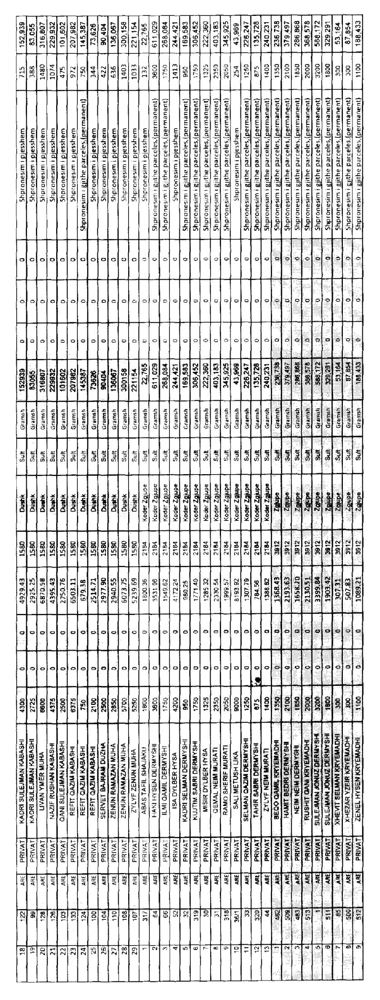 18 122 ARE PRIVAT KADRI SULEJMAN KABASHI 4300 0 0 4929.43 1580 Dushk Sult Gramsh 152939 0 0 0 Shpronesim i pjesshem 715 152,939
19 99 ARE PRIVAT KADRI SULEJMAN KABASHI 2725 0 0 2925.25 1580 Dushk Sult Gramsh 83055 0 0 0 Shpronesim i pjesshem 388 83,055
20 128 ARE PRIVAT LIVAN YMER MUHA 6600 0 0 6870.58 1580 Dushk Sult Gramsh 316807 0 0 0 Shpronesim i pjesshem 1480 316,807
21 126 ARE PRIVAT NAZIF RUSHAN KABASHI 4375 0 0 4395.43 1580 Dushk Sult Gramsh 229932 0 0 0 Shpronesim i pjesshem 1074 229,932
22 103 ARE PRIVAT QANI SULEJMAN KABASHI 2500 0 0 2750.76 1580 Dushk Sult Gramsh 101602 0 0 0 Shpronesim i pjesshem 475 101,602
23 133 ARE PRIVAT REFIT QAZIM KABASHI 6375 0 0 6503.11 1580 Dushk Sult Gramsh 207982 0 0 0 Shpronesim i pjesshem 972 207,982
24 124 ARE PRIVAT REFIT QAZIM KABASHI 750 0 0 679.38 1580 Dushk Sult Gramsh 145387 0 0 0 Shpronesim i gjithe parceles,(permanent) 750 145,387
25 100 ARE PRIVAT REFIT QAZIM KABASHI 2100 0 0 2514.71 1580 Dushk Sult Gramsh 73626 0 0 0 Shpronesim i pjesshem 344 73,626
26 104 ARE PRIVAT SERVET BAJRAM DUZHA 2500 0 0 2977.90 1580 Dushk Sult Gramsh 90404 0 0 0 Shpronesim i pjesshem 422 90,404
27 110 ARE PRIVAT ZENUN RAMAZAN MUHA 2850 0 0 2940.55 1580 Dushk Sult Gramsh 136067 0 0 0 Shpronesim i pjesshem 636 136,067
28 108 ARE PRIVAT ZENUN RAMAZAN MUHA 5700 0 0 6073.75 1580 Dushk Sult Gramsh 300158 0 0 0 Shpronesim i pjesshem 1403 300,158
29 107 ARE PRIVAT ZYLYF ZENUN MUHA 5250 0 0 5239.69 1580 Dushk Sult Gramsh 221154 0 0 0 Shpronesim i pjesshem 1033 221,154
1 317 ARE PRIVAT ABAS TAFIL SHAJAKU 1800 0 0 1800.36 2184 Koder Zgjupe Sult Gramsh 22,765 0 0 0 Shpronesim i pjesshem 132 22,765
2 64 ARE PRIVAT HAKI HYSEN DERMYSHI 3600 0 0 3531.96 2184 Koder Zgjupe Sult Gramsh 611,029 0 0 0 Shpronesim i gjithe parceles,(permanent) 3600 611,029
3 66 ARE PRIVAT ILMI QAMIL DERMYSHI 1750 0 0 1549.62 2184 Koder Zgjupe Sult Gramsh 268,084 0 0 0 Shpronesim i gjithe parceles,(permanent) 1750 268,084
4 52 ARE PRIVAT ISA DYLBER HYSA 4200 0 0 4172.24 2184 Koder Zgjupe Sult Gramsh 244,421 0 0 0 Shpronesim i pjesshem 1413 244,421
5 32 ARE PRIVAT KADRI SELMAN DERMYSHI 950 0 0 980.25 2184 Koder Zgjupe Sult Gramsh 169,583 0 0 0 Shpronesim i gjithe parceles,(permanent) 950 169,583
6 319 ARE PRIVAT KUJTIM SABRI DERMYSHI 1750 0 0 1771.40 2184 Koder Zgjupe Sult Gramsh 306,452 0 0 0 Shpronesim i gjithe parceles,(permanent) 1750 306,452
7 30 ARE PRIVAT MISIR DYLBER HYSA 1325 0 0 1285.32 2184 Koder Zgjupe Sult Gramsh 222,360 0 0 0 Shpronesim i gjithe parceles,(permanent) 1325 222,360
8 31 ARE PRIVAT QEMAL NEIM MURATI 2350 0 0 2330.54 2184 Koder Zgjupe Sult Gramsh 403,183 0 0 0 Shpronesim i gjithe parceles,(permanent) 2350 403,183
9 318 ARE PRIVAT RAMO SHERIF MURATI 2050 0 0 1999.57 2184 Koder Zgjupe Sult Gramsh 345,925 0 0 0 Shpronesim i gjithe parceles,(permanent) 2050 345,925
10 36/1 ARE PRIVAT SALI METUSH LIKA 9000 0 0 8193.92 2184 Koder Zgjupe Sult Gramsh 43,969 0 0 0 Shpronesim i pjesshem 254 43,969
11 33 ARE PRIVAT SELMAN QAZIM DERMYSHI 1250 0 0 1307.79 2184 Koder Zgjupe Sult Gramsh 226,247 0 0 0 Shpronesim i gjithe parceles,(permanent) 1250 226,247
12 320 ARE PRIVAT TAHIR SABRI DERMYSHI 875 0 0 784.56 2184 Koder Zgjupe Sult Gramsh 135,728 0 0 0 Shpronesim i gjithe parceles,(permanent) 875 135,728
13 44 ARE PRIVAT ZYLYF NEIM MURATI 1400 0 0 1388.62 2184 Koder Zgjupe Sult Gramsh 240,231 0 0 0 Shpronesim i gjithe parceles,(permanent) 1400 240,231
1 482 ARE PRIVAT BEQO QAMIL KRYEMADHI 1350 0 0 1368.43 3912 Zgjupe Sult Gramsh 236,738 0 0 0 Shpronesim i gjithe parceles,(permanent) 1350 236,738
2 509 ARE PRIVAT HAMIT BEDRI DERMYSHI 2100 0 0 2193.63 3912 Zgjupe Sult Gramsh 379,497 0 0 0 Shpronesim i gjithe parceles,(permanent) 2100 379,497
3 483 ARE PRIVAT NEIM NEIM DERMYSHI 1850 0 0 1658.20 3912 Zgjupe Sult Gramsh 286,868 0 0 0 Shpronesim i gjithe parceles,(permanent) 1850 286,868
4 513 ARE PRIVAT RUSHIT GANI KRYEMADHI 2000 0 0 2130.51 3912 Zgjupe Sult Gramsh 368,578 0 0 0 Shpronesim i gjithe parceles,(permanent) 2000 368,578
5 1 ARE PRIVAT SULEJMAN JONUZ DERMYSHI 3200 0 0 3399.84 3912 Zgjupe Sult Gramsh 588,172 0 0 0 Shpronesim i gjithe parceles,(permanent) 3200 588,172
6 511 ARE PRIVAT SULEJMAN JONUZ DERMYSHI 1800 0 0 1903.42 3912 Zgjupe Sult Gramsh 329,291 0 0 0 Shpronesim i gjithe parceles,(permanent) 1800 329,291
7 85 ARE PRIVAT XHEVIT SELMAN KRYEMADHI 300 0 0 307.31 3912 Zgjupe Sult Gramsh 53,164 0 0 0 Shpronesim i gjithe parceles,(permanent) 300 53,164
8 500 ARE PRIVAT XHEZAR YZEIR KRYEMADHI 300 0 0 507.83 3912 Zgjupe Sult Gramsh 87,854 0 0 0 Shpronesim i gjithe parceles,(permanent) 300 87,854
9 512 ARE PRIVAT ZENEL HYSEN KRYEMADHI 1100 0 0 1089.21 3912 Zgjupe Sult Gramsh 188,433 0 0 0 Shpronesim i gjithe parceles,(permanent) 1100 188,433